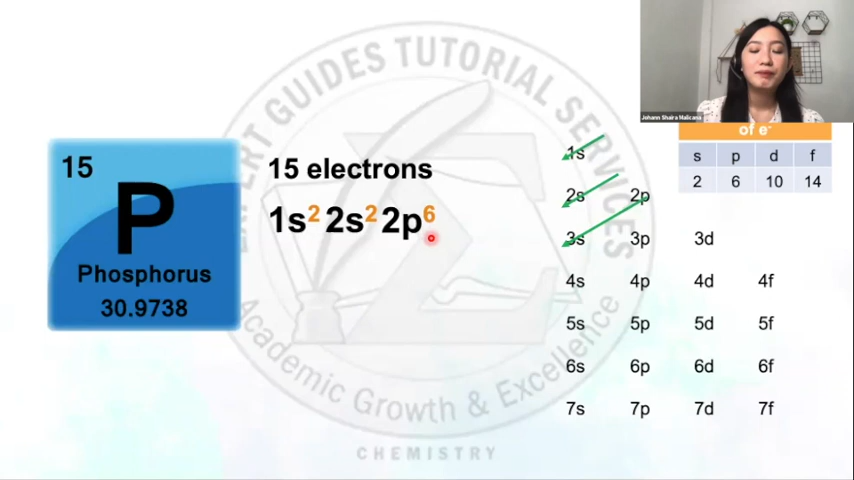 EXPERT GUIDES TUTORIAL SERVICES
Academic Growth & Excellence
CHEMISTRY
15
P
Phosphorus
30.9738
15 electrons
1s² 2s² 2p⁶
Johann Shaira Malicana
of e⁻
s p d f
2 6 10 14
1s
2s 2p
3s 3p 3d
4s 4p 4d 4f
5s 5p 5d 5f
6s 6p 6d 6f
7s 7p 7d 7f